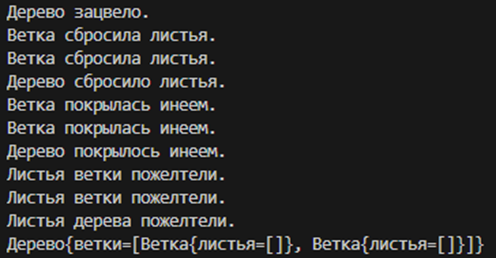 Дерево зацвело.
Ветка сбросила листья.
Ветка сбросила листья.
Дерево сбросило листья.
Ветка покрылась инеем.
Ветка покрылась инеем.
Дерево покрылось инеем.
Листья ветки пожелтели.
Листья ветки пожелтели.
Листья дерева пожелтели.
Дерево{ветки=[Ветка{листья=[]}, Ветка{листья=[]}]}